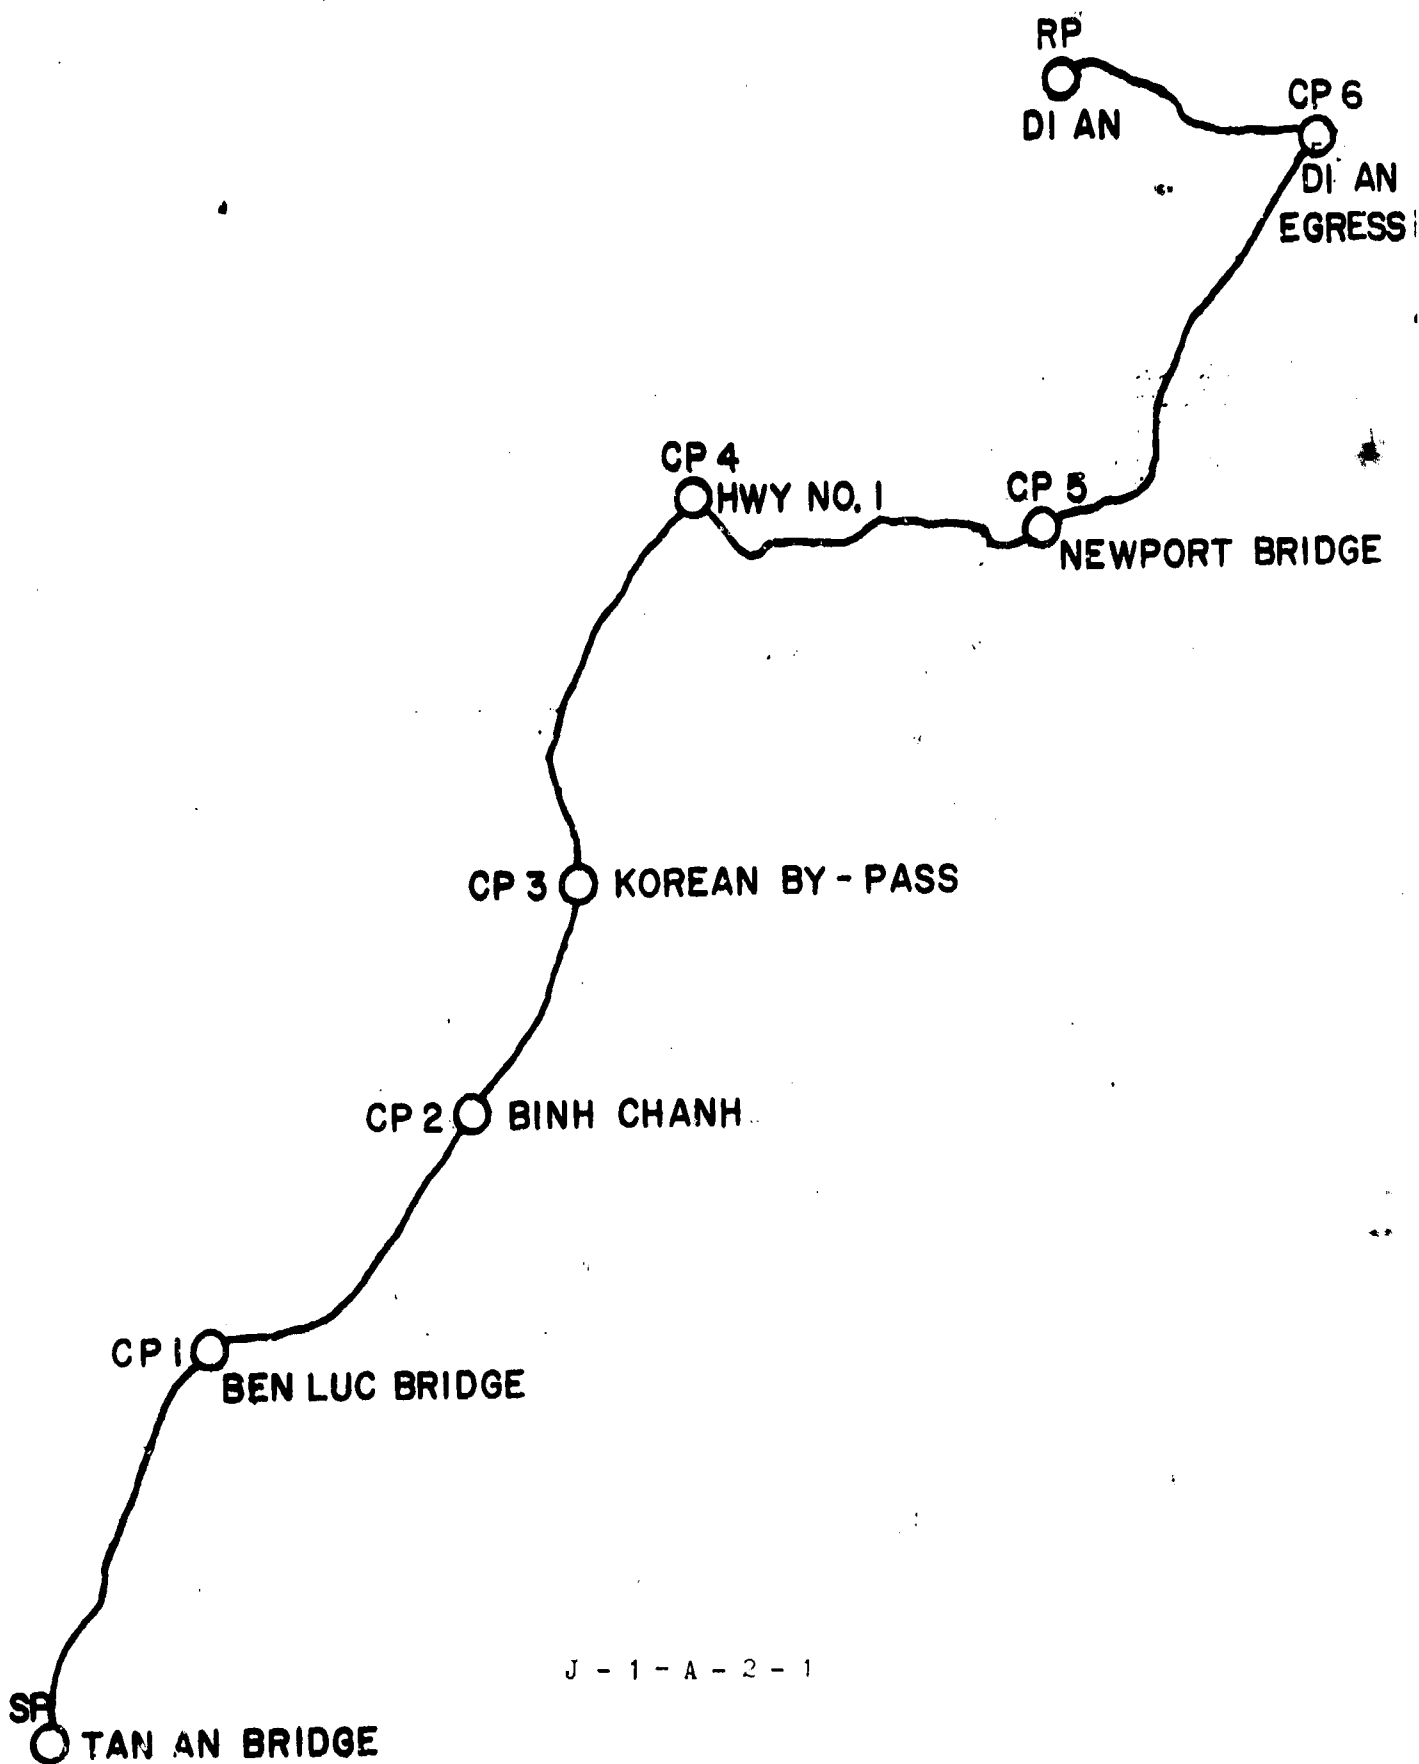 RP
DI AN
CP 6
DI AN
EGRESS
CP 4
HWY NO. 1
CP 5
NEWPORT BRIDGE
CP 3 KOREAN BY - PASS
CP 2 BINH CHANH
CP 1
BEN LUC BRIDGE
J - 1 - A - 2 - 1
SP
TAN AN BRIDGE